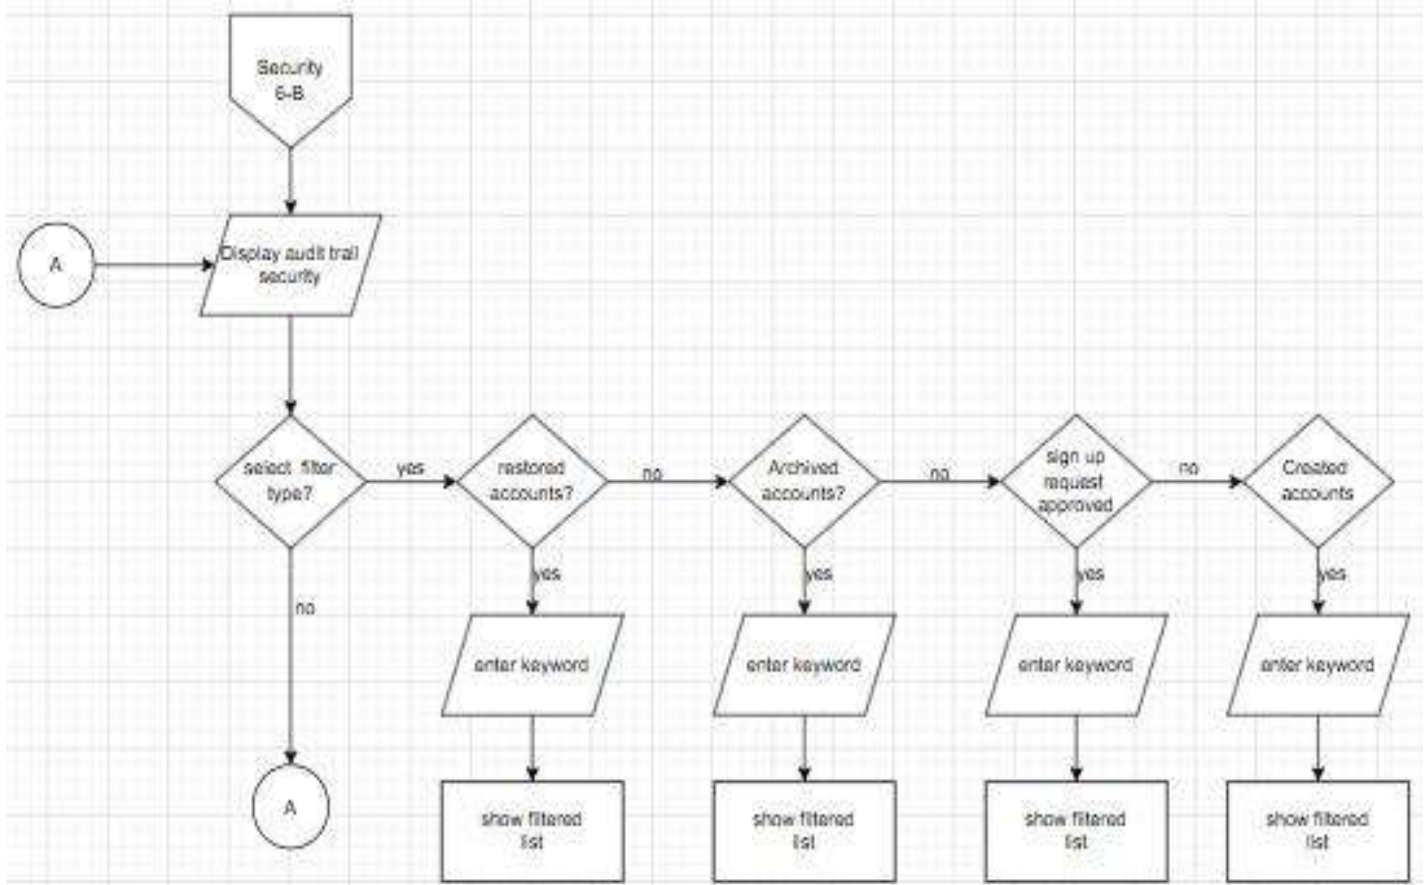 Security
6-B
A
Display audit trail
security
select filter
type?
yes
restored
accounts?
no
Archived
accounts?
no
sign up
request
approved
no
Created
accounts
no
yes
yes
yes
yes
enter keyword
enter keyword
enter keyword
enter keyword
A
show filtered
list
show filtered
list
show filtered
list
show filtered
list